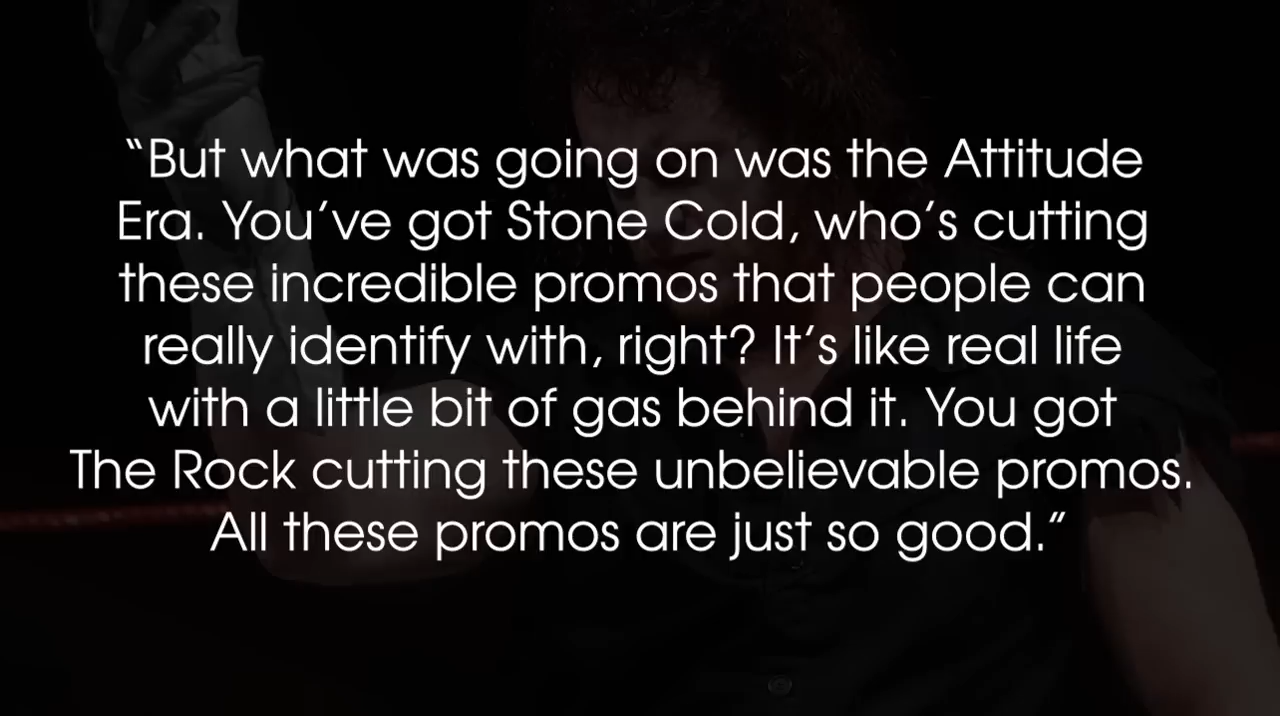 “But what was going on was the Attitude
Era. You’ve got Stone Cold, who’s cutting
these incredible promos that people can
really identify with, right? It’s like real life
with a little bit of gas behind it. You got
The Rock cutting these unbelievable promos.
All these promos are just so good.”